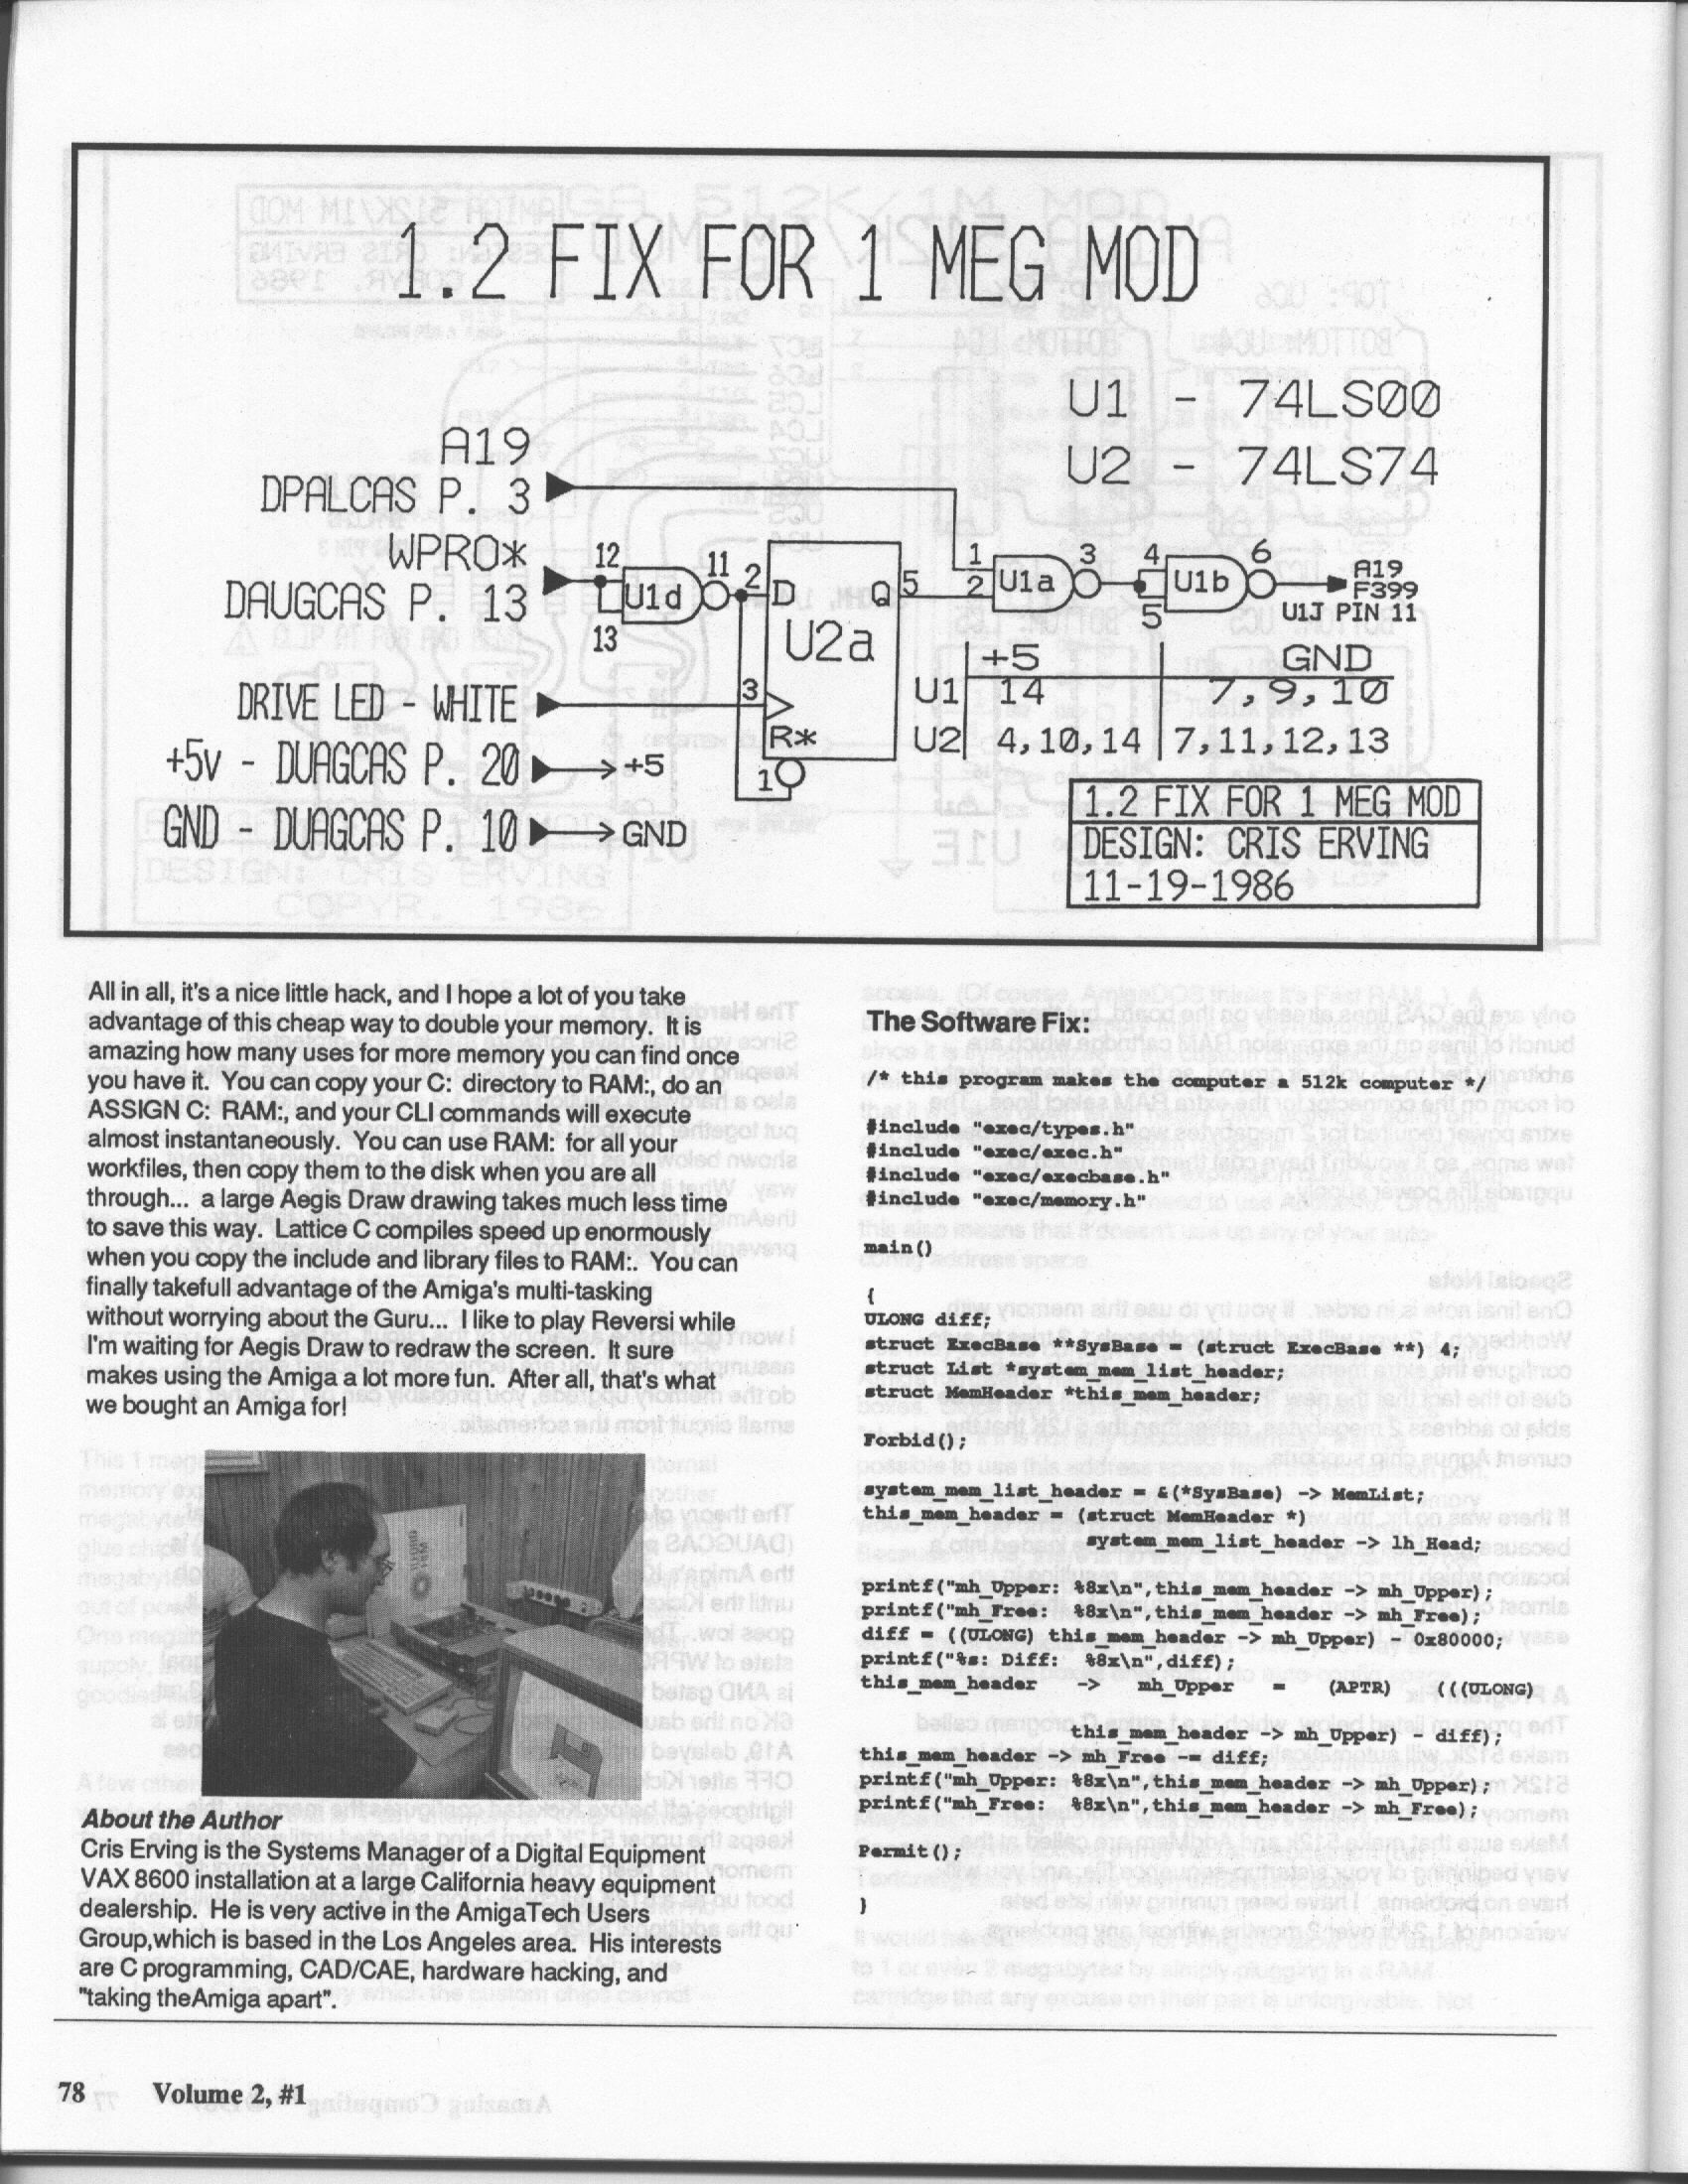 1.2 FIX FOR 1 MEG MOD
U1 - 74LS00
U2 - 74LS74
A19
DPALCAS P. 3
WPRO*
DAUGCAS P. 13
12
13
U1d
11
2
D
Q
5
U2a
3
R*
1
1
2
U1a
3
4
5
U1b
6
A19
F399
U1J PIN 11
DRIVE LED - WHITE
+5v - DUAGCAS P. 20
+5
GND - DUAGCAS P. 10
GND
+5 GND
U1 14 7,9,10
U2 4,10,14 7,11,12,13
1.2 FIX FOR 1 MEG MOD
DESIGN: CRIS ERVING
11-19-1986
All in all, it's a nice little hack, and I hope a lot of you take
advantage of this cheap way to double your memory. It is
amazing how many uses for more memory you can find once
you have it. You can copy your C: directory to RAM:, do an
ASSIGN C: RAM:, and your CLI commands will execute
almost instantaneously. You can use RAM: for all your
workfiles, then copy them to the disk when you are all
through... a large Aegis Draw drawing takes much less time
to save this way. Lattice C compiles speed up enormously
when you copy the include and library files to RAM:. You can
finally takefull advantage of the Amiga's multi-tasking
without worrying about the Guru... I like to play Reversi while
I'm waiting for Aegis Draw to redraw the screen. It sure
makes using the Amiga a lot more fun. After all, that's what
we bought an Amiga for!
About the Author
Cris Erving is the Systems Manager of a Digital Equipment
VAX 8600 installation at a large California heavy equipment
dealership. He is very active in the AmigaTech Users
Group,which is based in the Los Angeles area. His interests
are C programming, CAD/CAE, hardware hacking, and
"taking theAmiga apart".
The Software Fix:
/* this program makes the computer a 512k computer */
#include "exec/types.h"
#include "exec/exec.h"
#include "exec/execbase.h"
#include "exec/memory.h"
main()
{
ULONG diff;
struct ExecBase **SysBase = (struct ExecBase **) 4;
struct List *system_mem_list_header;
struct MemHeader *this_mem_header;
Forbid();
system_mem_list_header = &(*SysBase) -> MemList;
this_mem_header = (struct MemHeader *)
system_mem_list_header -> lh_Head;
printf("mh_Upper: %8x\n",this_mem_header -> mh_Upper);
printf("mh_Free: %8x\n",this_mem_header -> mh_Free);
diff = ((ULONG) this_mem_header -> mh_Upper) - 0x80000;
printf("%s: Diff: %8x\n",diff);
this_mem_header -> mh_Upper = (APTR) (((ULONG)
this_mem_header -> mh_Upper) - diff);
this_mem_header -> mh_Free -= diff;
printf("mh_Upper: %8x\n",this_mem_header -> mh_Upper);
printf("mh_Free: %8x\n",this_mem_header -> mh_Free);
Permit();
}
78 Volume 2, #1